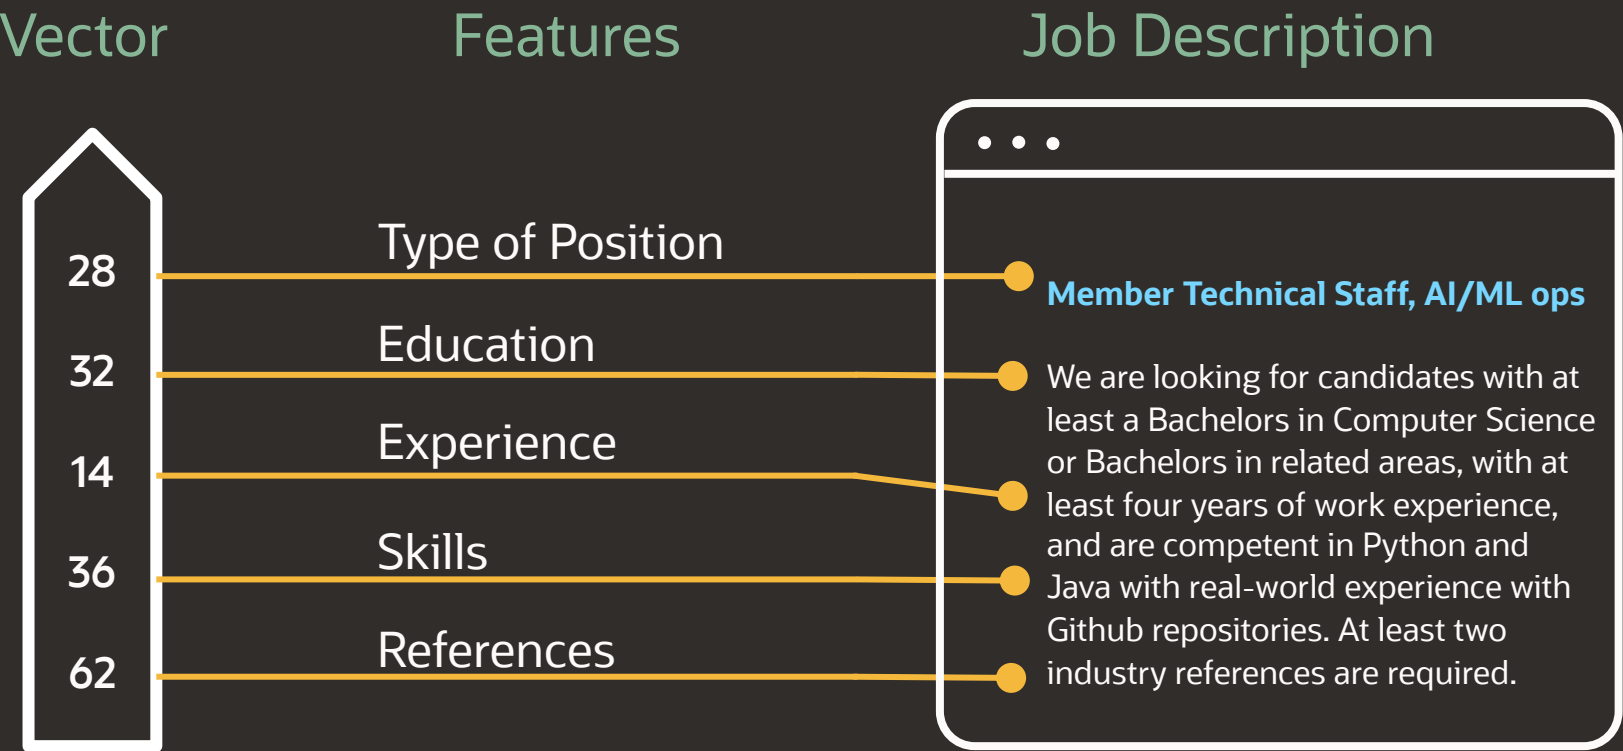 Vector
Features
Job Description
28
Type of Position
Member Technical Staff, AI/ML ops
32
Education
We are looking for candidates with at
least a Bachelors in Computer Science
or Bachelors in related areas, with at
least four years of work experience,
and are competent in Python and
Java with real-world experience with
Github repositories. At least two
industry references are required.
14
Experience
36
Skills
62
References